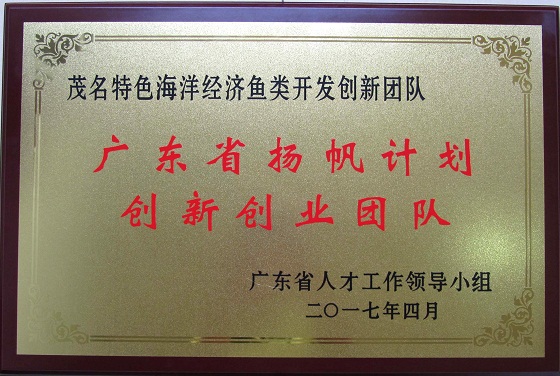 茂名特色海洋经济鱼类开发创新团队
广东省扬帆计划
创新创业团队
广东省人才工作领导小组
二〇一七年四月